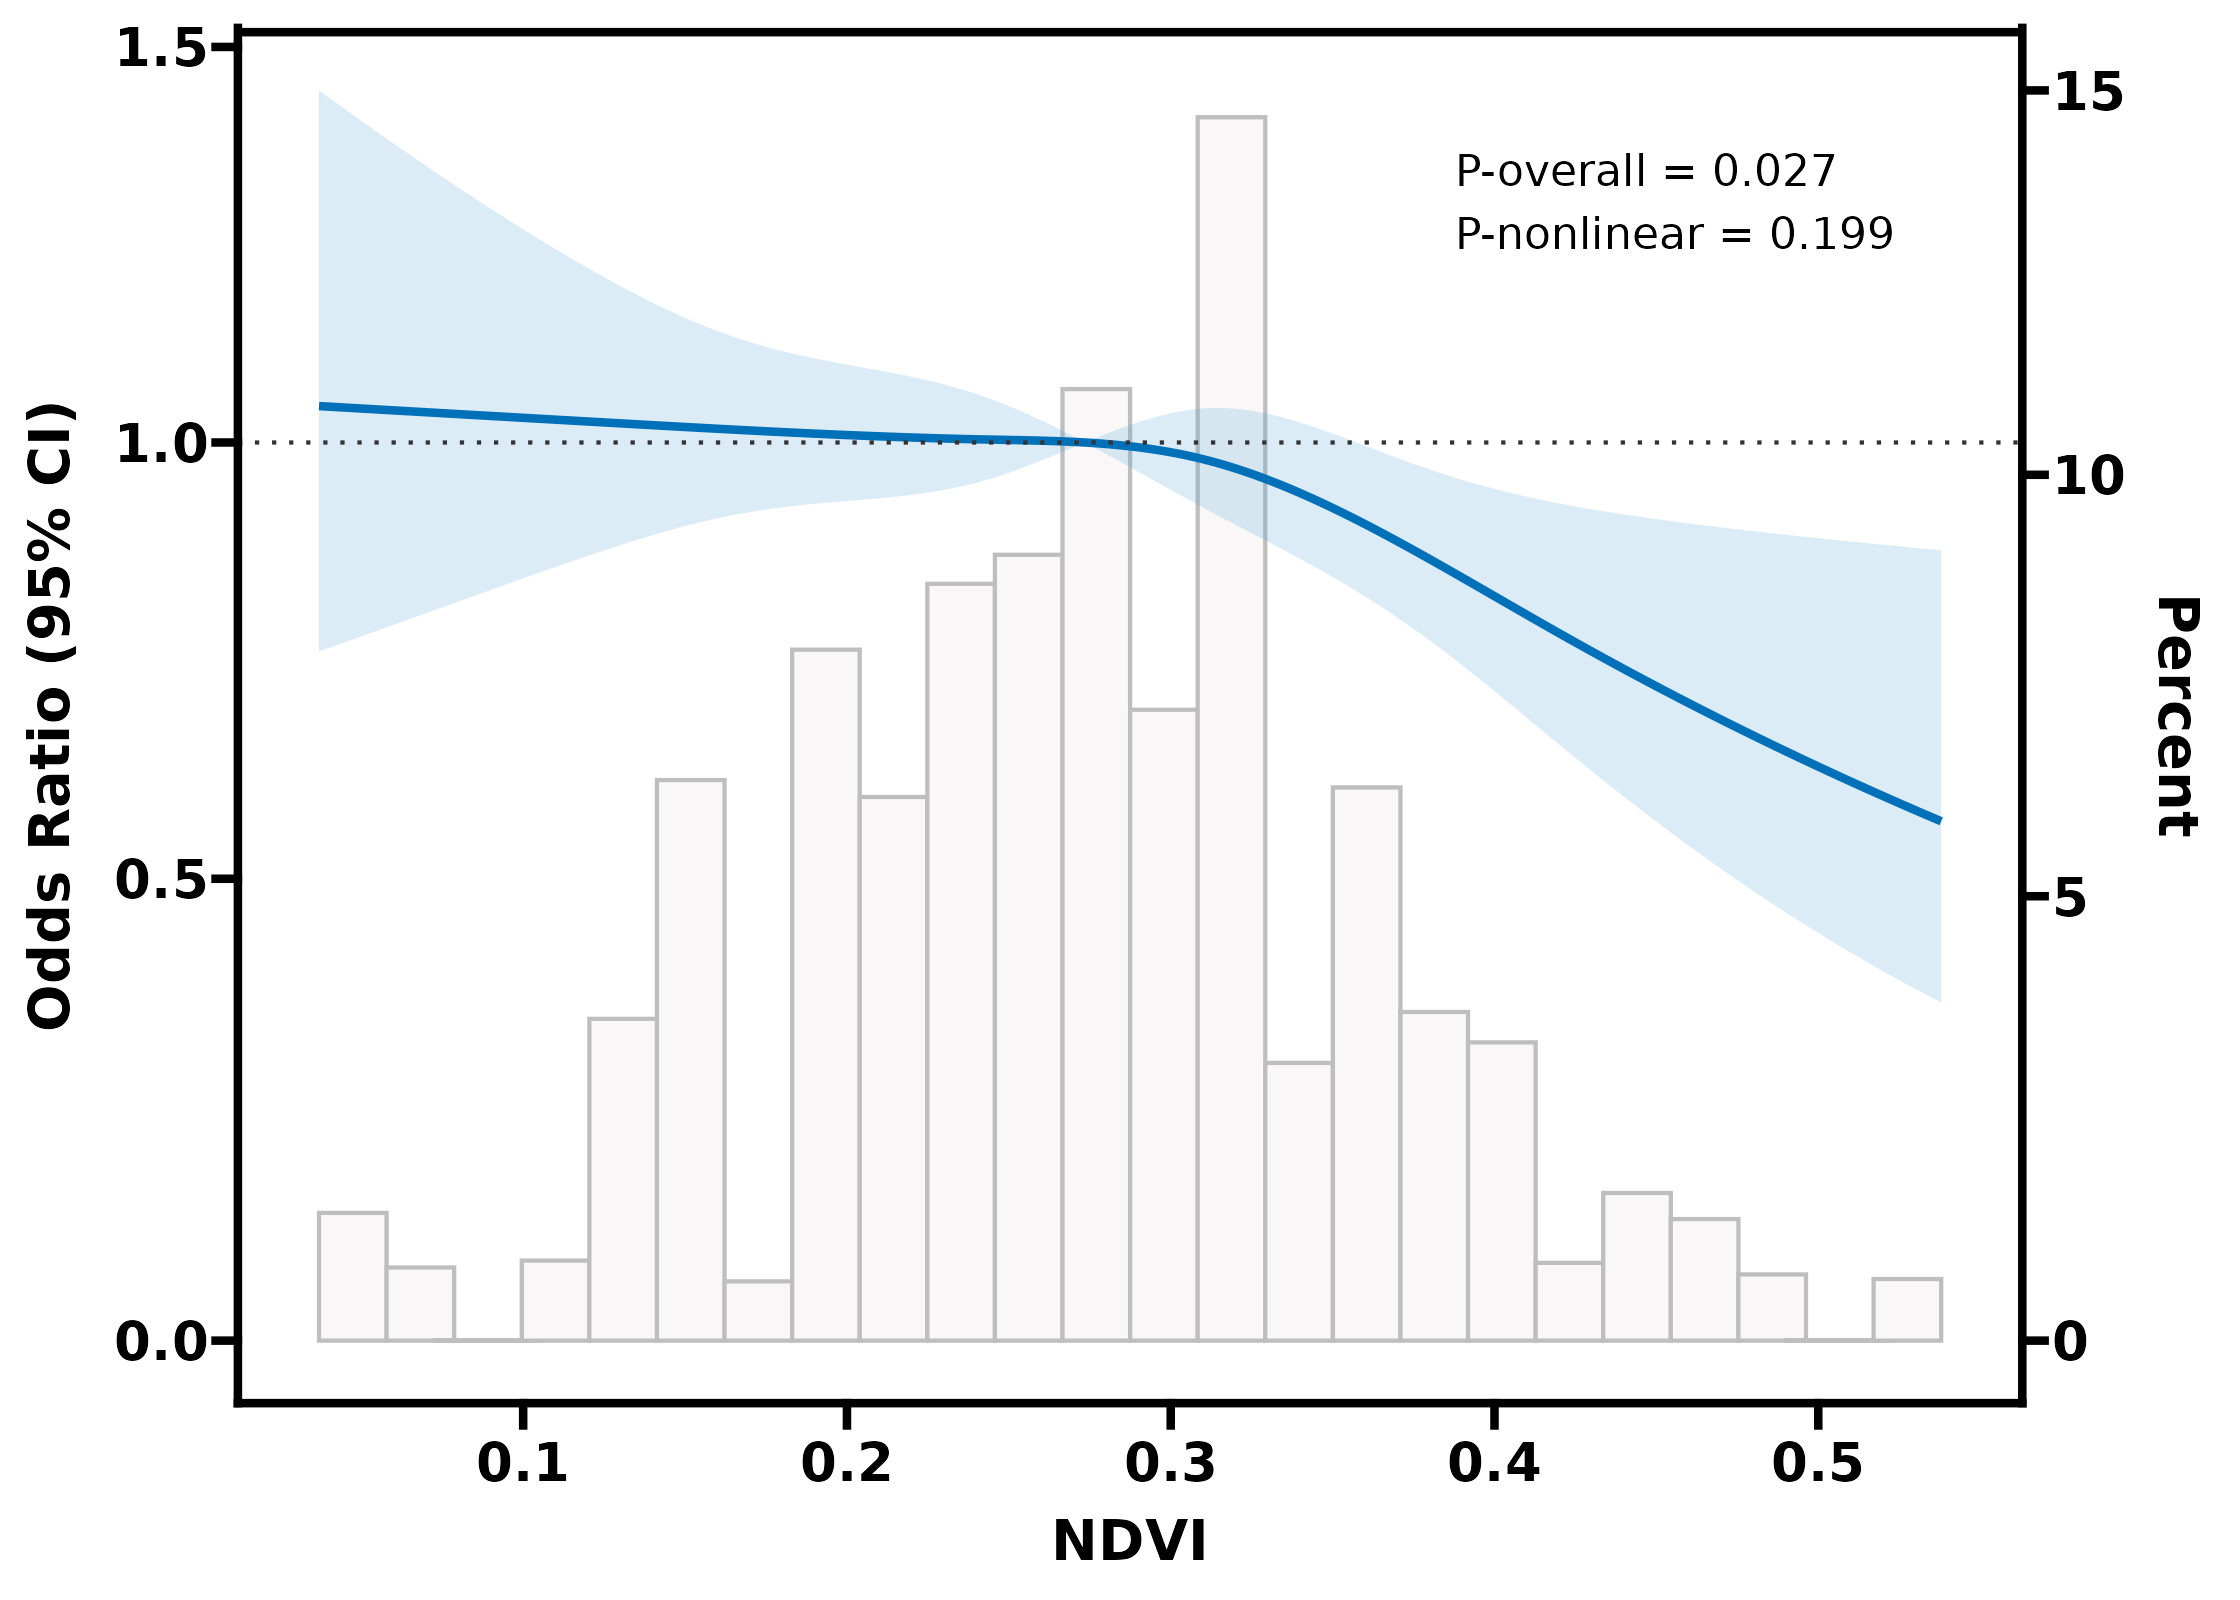 P-overall = 0.027
P-nonlinear = 0.199
Odds Ratio (95% CI)
1.5
1.0
0.5
0.0
15
10
5
0
Percent
0.1 0.2 0.3 0.4 0.5
NDVI